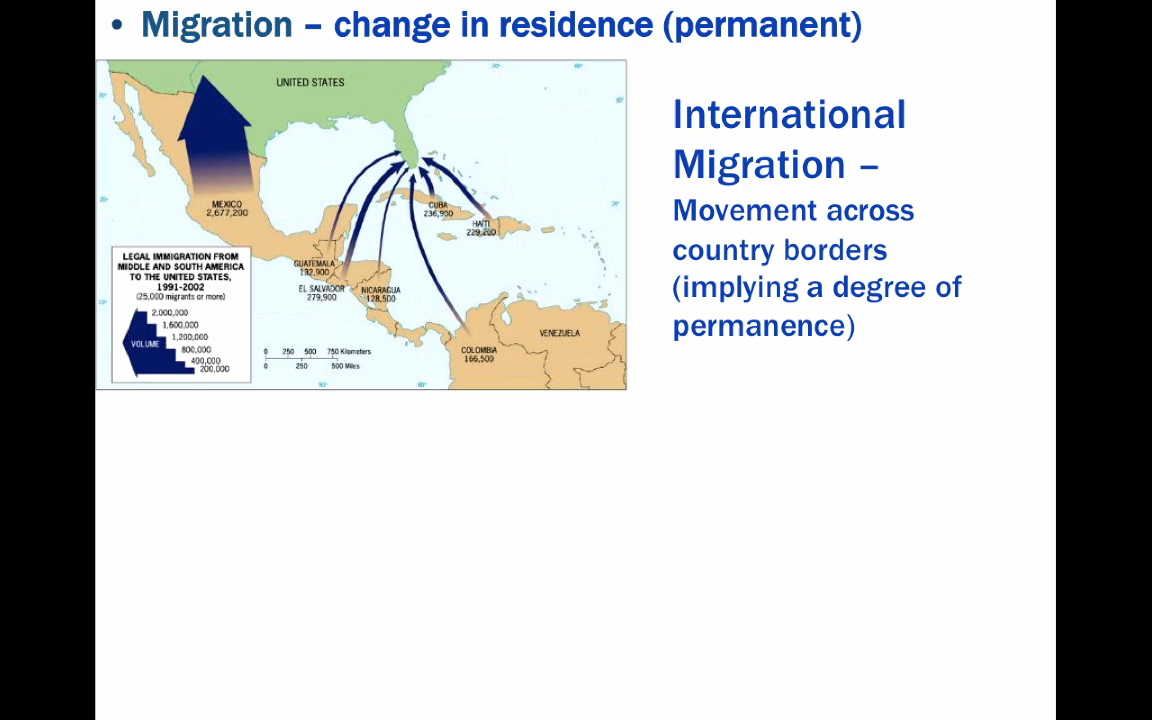 • Migration – change in residence (permanent)
UNITED STATES
MEXICO
2,677,200
CUBA
236,900
HAITI
229,200
GUATEMALA
132,900
EL SALVADOR
279,900
NICARAGUA
128,500
COLOMBIA
166,500
VENEZUELA
LEGAL IMMIGRATION FROM
MIDDLE AND SOUTH AMERICA
TO THE UNITED STATES,
1991-2002
(25,000 migrants or more)
VOLUME
2,000,000
1,600,000
1,200,000
800,000
400,000
200,000
0 250 500 750 Kilometers
0 250 500 Miles
International
Migration –
Movement across
country borders
(implying a degree of
permanence)